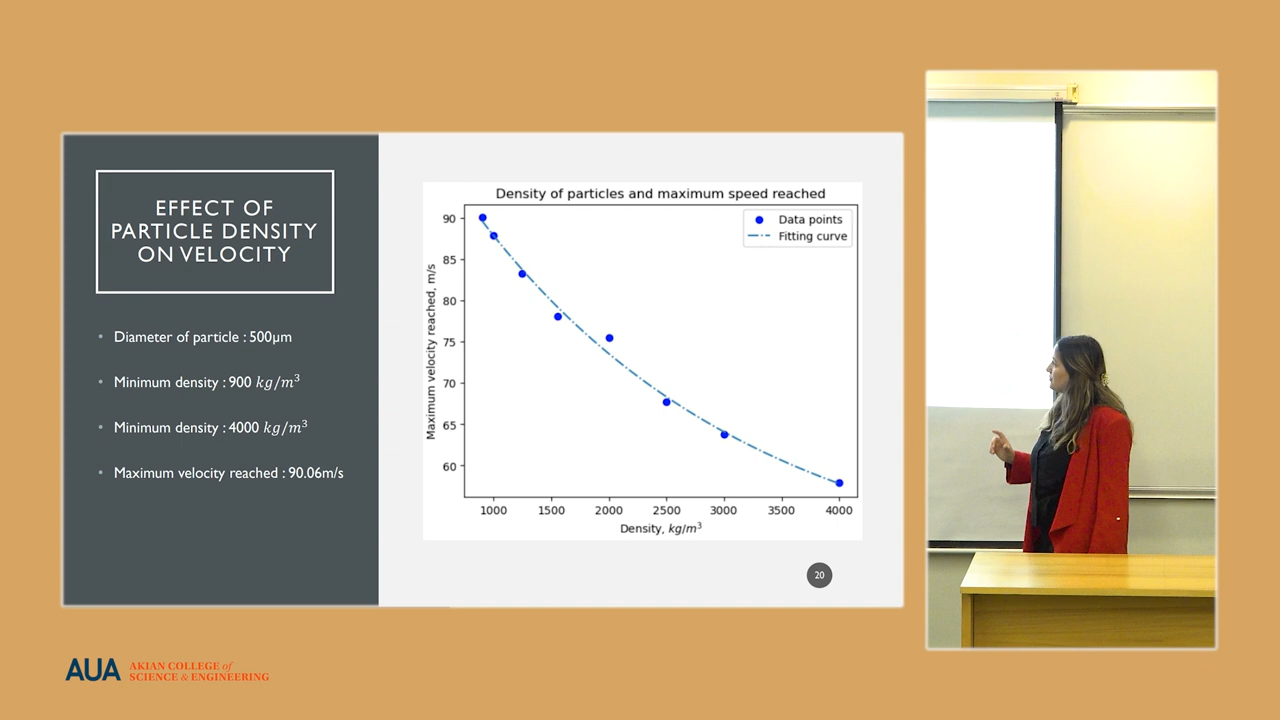 EFFECT OF
PARTICLE DENSITY
ON VELOCITY
• Diameter of particle : 500μm
• Minimum density : 900 kg/m³
• Minimum density : 4000 kg/m³
• Maximum velocity reached : 90.06m/s
Density of particles and maximum speed reached
Data points
Fitting curve
Maximum velocity reached, m/s
90
85
80
75
70
65
60
1000 1500 2000 2500 3000 3500 4000
Density, kg/m³
20
AUA
AKIAN COLLEGE of
SCIENCE & ENGINEERING